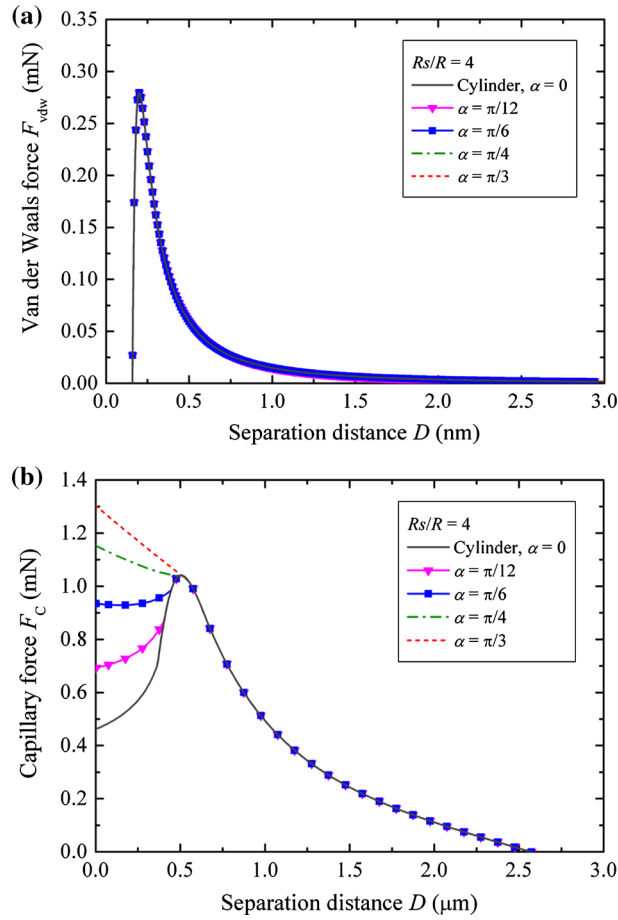 (a)
0.35
0.30
0.25
0.20
0.15
0.10
0.05
0.00
Van der Waals force Fvdw (mN)
Rs/R = 4
Cylinder, α = 0
α = π/12
α = π/6
α = π/4
α = π/3
0.0 0.5 1.0 1.5 2.0 2.5 3.0
Separation distance D (nm)
(b)
1.4
1.2
1.0
0.8
0.6
0.4
0.2
0.0
Capillary force FC (mN)
Rs/R = 4
Cylinder, α = 0
α = π/12
α = π/6
α = π/4
α = π/3
0.0 0.5 1.0 1.5 2.0 2.5 3.0
Separation distance D (μm)